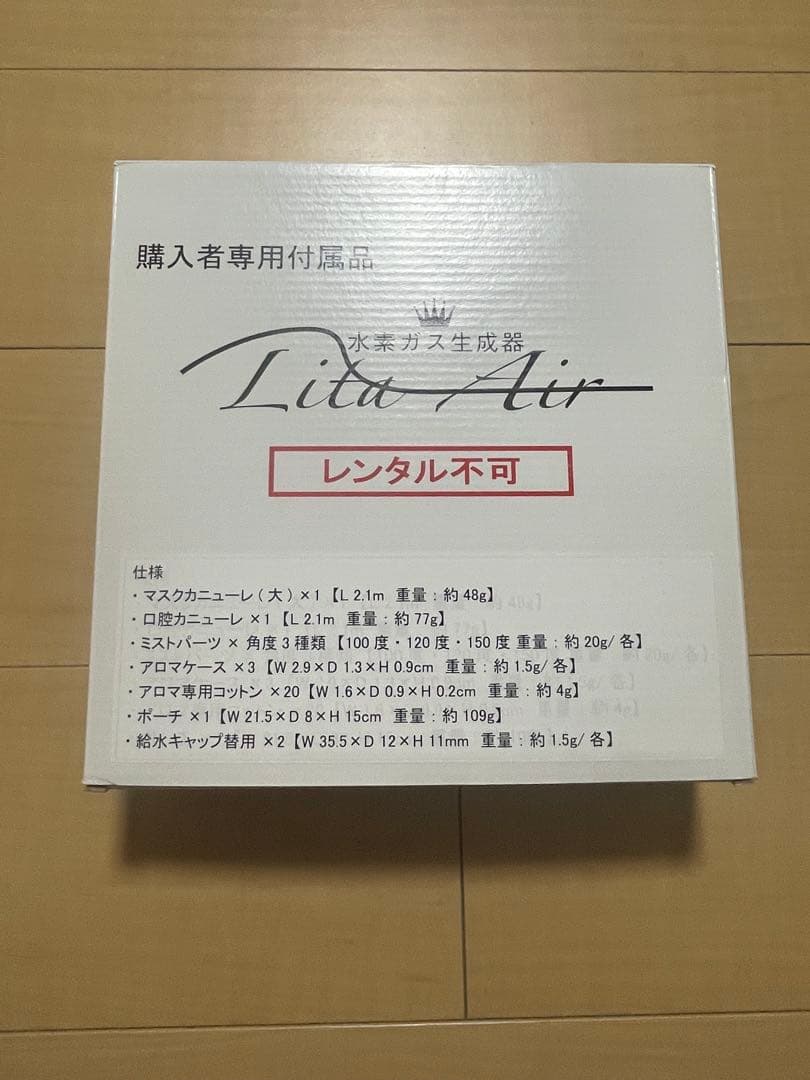 購入者専用付属品
水素ガス生成器
Lita Air
レンタル不可
仕様
・マスクカニューレ(大)×1【L 2.1m 重量:約48g】
・口腔カニューレ ×1【L 2.1m 重量:約77g】
・ミストパーツ × 角度3種類【100度・120度・150度 重量:約20g/各】
・アロマケース ×3【W 2.9×D 1.3×H 0.9cm 重量:約1.5g/各】
・アロマ専用コットン ×20【W 1.6×D 0.9×H 0.2cm 重量:約4g】
・ポーチ ×1【W 21.5×D 8×H 15cm 重量:約109g】
・給水キャップ替用 ×2【W 35.5×D 12×H 11mm 重量:約1.5g/各】